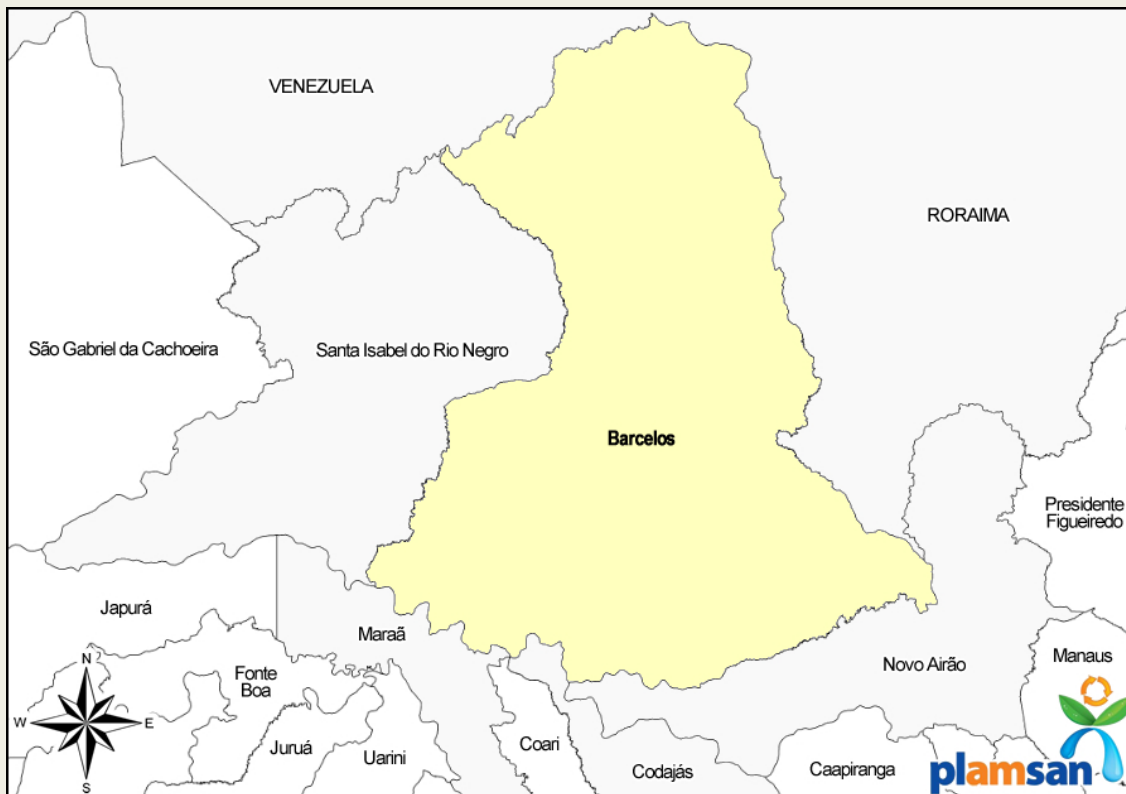 VENEZUELA
RORAIMA
São Gabriel da Cachoeira
Santa Isabel do Rio Negro
Barcelos
Presidente
Figueiredo
Japurá
Maraã
Novo Airão
Manaus
Fonte
Boa
N
W
E
S
Juruá
Uarini
Coari
Codajás
Caapiranga
plamsan